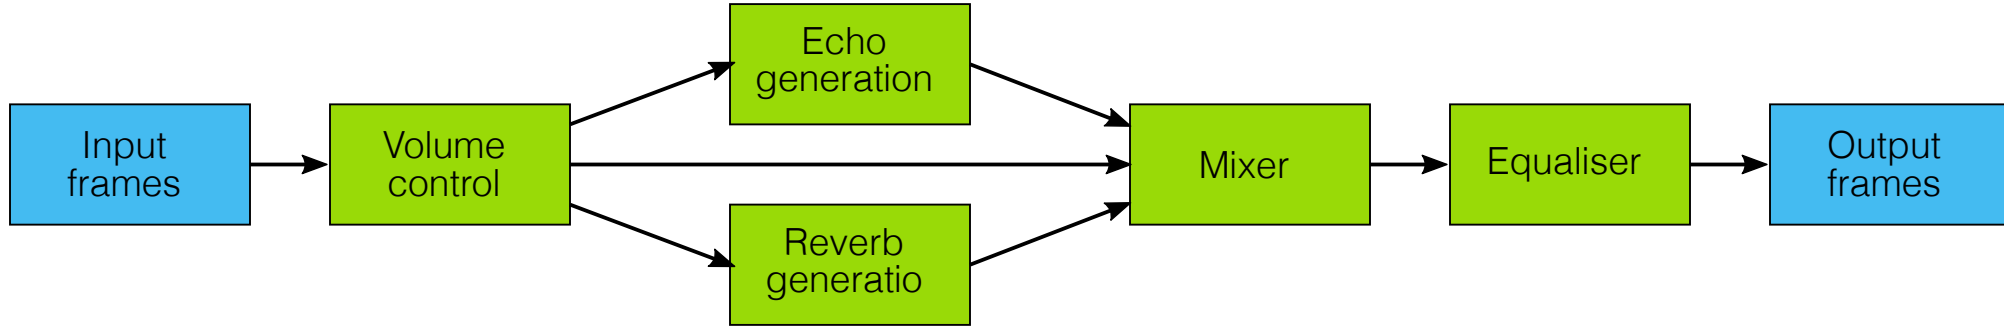 Input
frames
Volume
control
Echo
generation
Reverb
generatio
Mixer
Equaliser
Output
frames